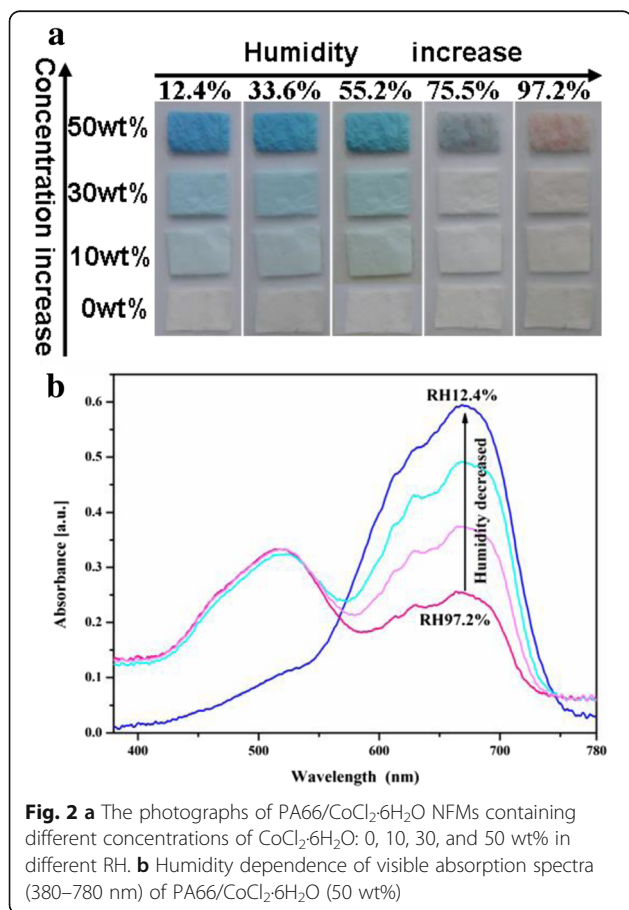 a
Humidity increase
12.4% 33.6% 55.2% 75.5% 97.2%
Concentration increase
50wt%
30wt%
10wt%
0wt%
b
0.6
0.5
0.4
0.3
0.2
0.1
0.0
Absorbance [a.u.]
RH12.4%
Humidity decreased
RH97.2%
400 500 600 700 780
Wavelength (nm)
Fig. 2 a The photographs of PA66/CoCl₂·6H₂O NFMs containing
different concentrations of CoCl₂·6H₂O: 0, 10, 30, and 50 wt% in
different RH. b Humidity dependence of visible absorption spectra
(380–780 nm) of PA66/CoCl₂·6H₂O (50 wt%)